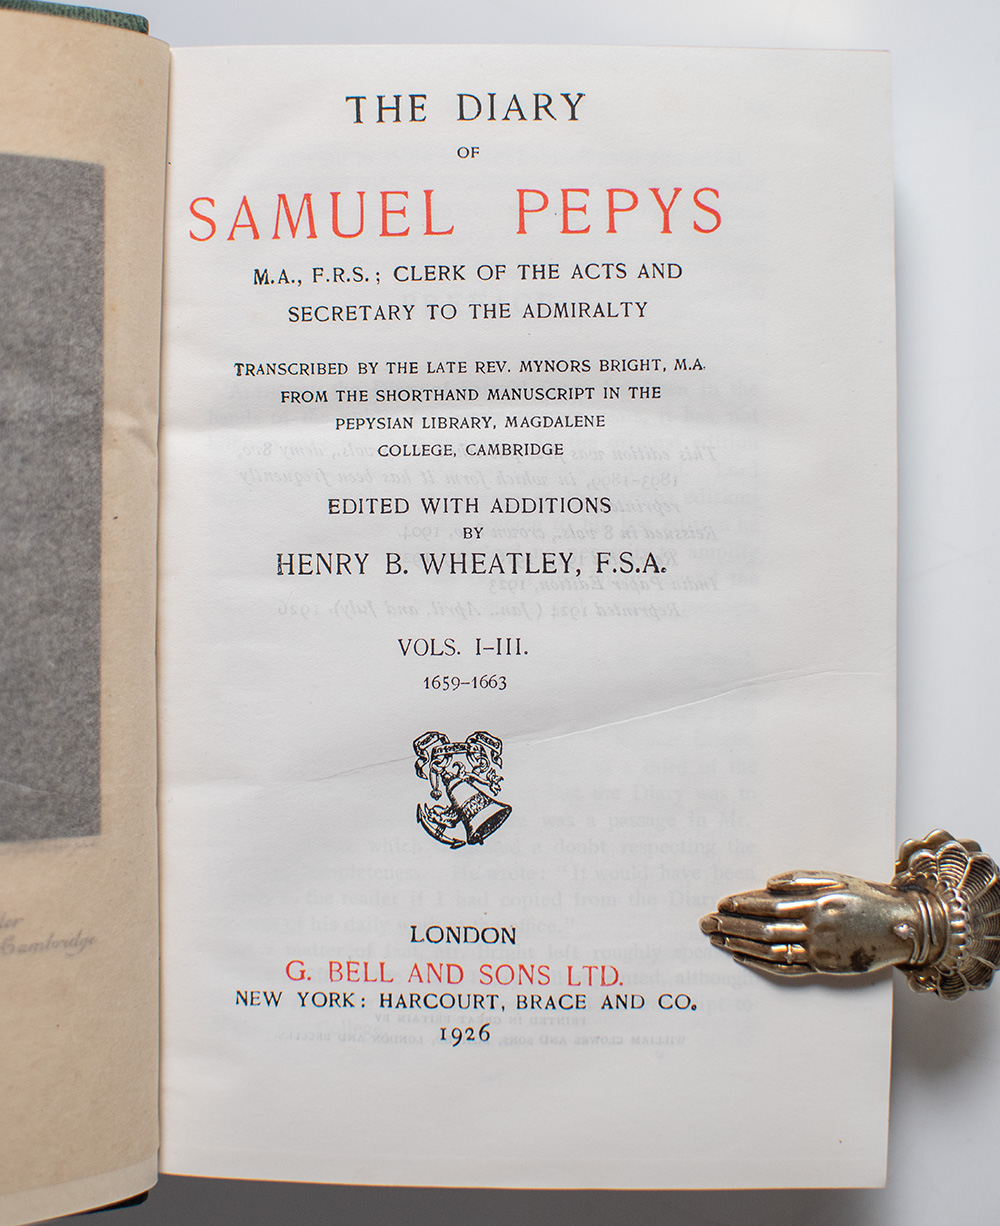 THE DIARY
OF
SAMUEL PEPYS
M.A., F.R.S.; CLERK OF THE ACTS AND
SECRETARY TO THE ADMIRALTY
TRANSCRIBED BY THE LATE REV. MYNORS BRIGHT, M.A.
FROM THE SHORTHAND MANUSCRIPT IN THE
PEPYSIAN LIBRARY, MAGDALENE
COLLEGE, CAMBRIDGE
EDITED WITH ADDITIONS
BY
HENRY B. WHEATLEY, F.S.A.
VOLS. I–III.
1659–1663
LONDON
G. BELL AND SONS LTD.
NEW YORK: HARCOURT, BRACE AND CO.
1926
Cambridge